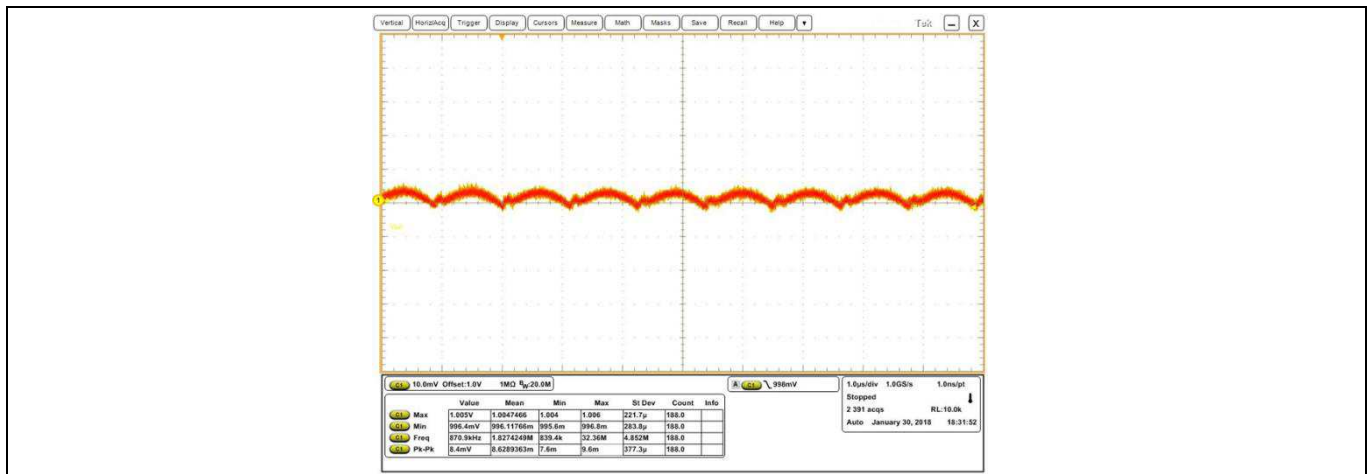 Vertical Horiz/Acq Trigger Display Cursors Measure Math Masks Save Recall Help Tek X
1
C1 10.0mV Offset:1.0V 1MΩ BW:20.0M
A C1 998mV
1.0µs/div 1.0GS/s 1.0ns/pt
Stopped
2 391 acqs RL:10.0k
Auto January 30, 2018 18:31:52
Value Mean Min Max St Dev Count Info
C1 Max 1.005V 1.0047466 1.004 1.006 221.7µ 188.0
C1 Min 996.4mV 996.11766m 995.6m 996.8m 283.8µ 188.0
C1 Freq 870.9kHz 1.8274249M 839.4k 32.36M 4.852M 188.0
C1 Pk-Pk 8.4mV 8.6289363m 7.6m 9.6m 377.3µ 188.0